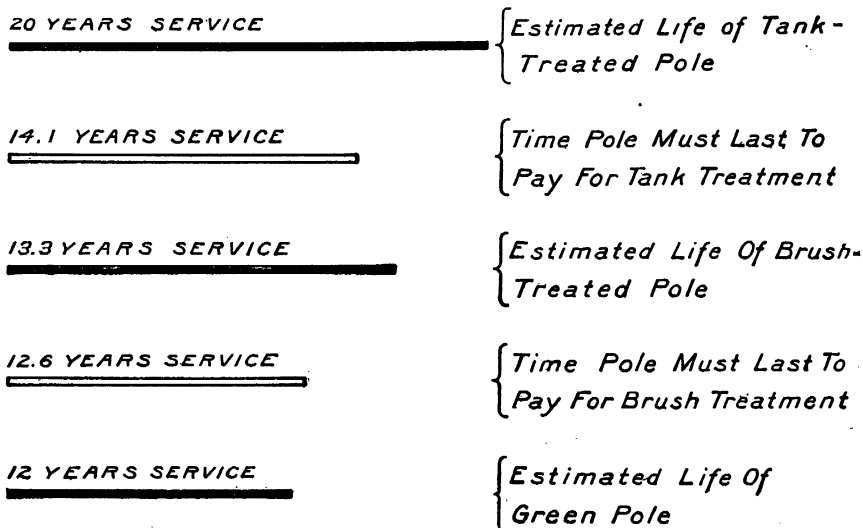 20 YEARS SERVICE
Estimated Life of Tank-
Treated Pole
14.1 YEARS SERVICE
Time Pole Must Last To
Pay For Tank Treatment
13.3 YEARS SERVICE
Estimated Life Of Brush-
Treated Pole
12.6 YEARS SERVICE
Time Pole Must Last To
Pay For Brush Treatment
12 YEARS SERVICE
Estimated Life Of
Green Pole